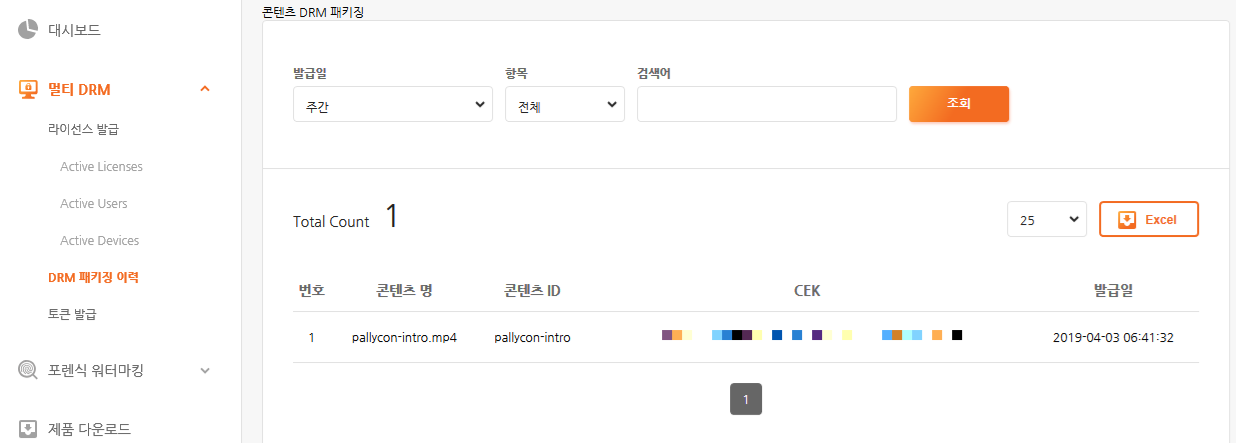 콘텐츠 DRM 패키징
대시보드
멀티 DRM
라이선스 발급
Active Licenses
Active Users
Active Devices
DRM 패키징 이력
토큰 발급
포렌식 워터마킹
제품 다운로드
발급일 항목 검색어
주간 전체 조회
Total Count 1 25 Excel
번호 콘텐츠 명 콘텐츠 ID CEK 발급일
1 pallycon-intro.mp4 pallycon-intro 2019-04-03 06:41:32
1